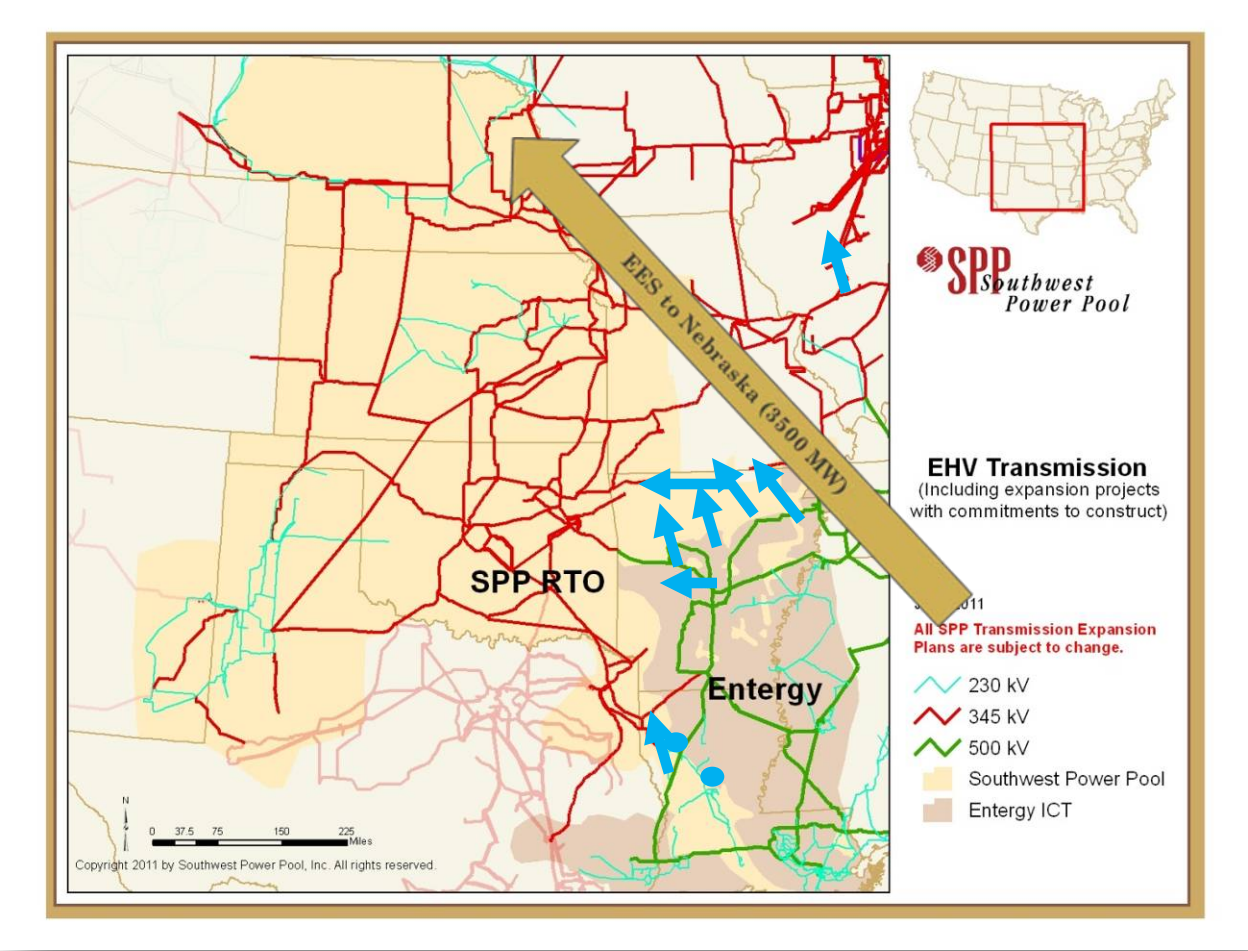 SPP
Southwest
Power Pool
EES to Nebraska (3500 MW)
EHV Transmission
(Including expansion projects
with commitments to construct)
SPP RTO
2011
All SPP Transmission Expansion
Plans are subject to change.
Entergy
230 kV
345 kV
500 kV
Southwest Power Pool
Entergy ICT
N
0 37.5 75 150 225
Miles
Copyright 2011 by Southwest Power Pool, Inc. All rights reserved.